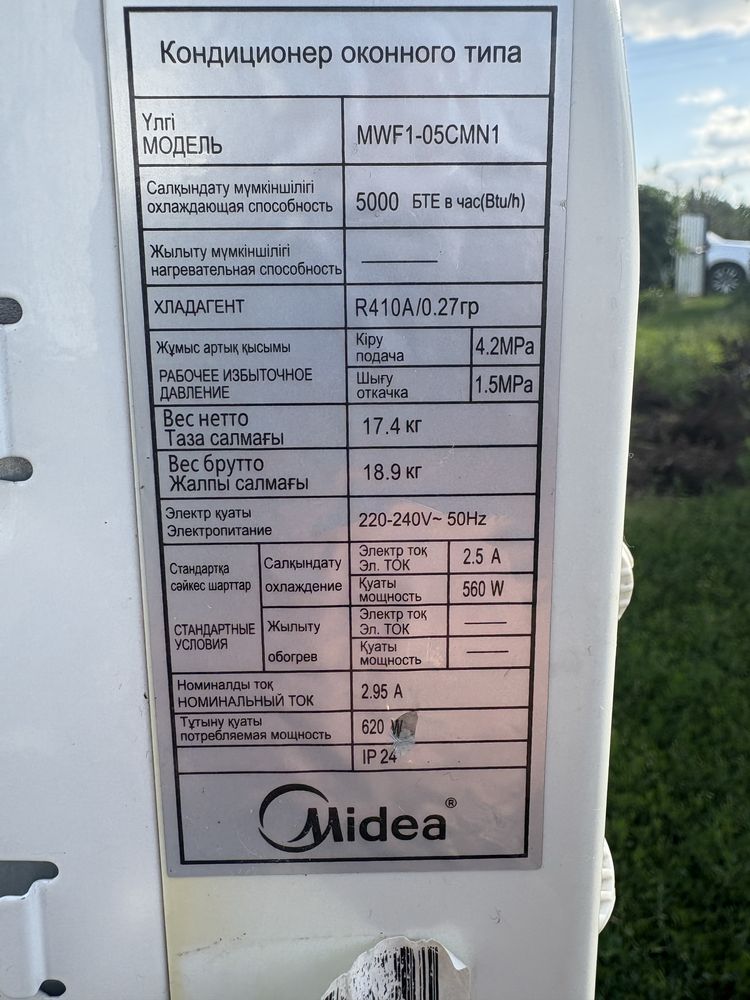 Кондиционер оконного типа
Үлгі
МОДЕЛЬ
MWF1-05CMN1
Салқындату мүмкіншілігі
охлаждающая способность
5000 БТЕ в час(Btu/h)
Жылыту мүмкіншілігі
нагревательная способность
ХЛАДАГЕНТ
R410A/0.27гр
Жұмыс артық қысымы
РАБОЧЕЕ ИЗБЫТОЧНОЕ
ДАВЛЕНИЕ
Кіру
подача
4.2MPa
Шығу
откачка
1.5MPa
Вес нетто
Таза салмағы
17.4 кг
Вес брутто
Жалпы салмағы
18.9 кг
Электр қуаты
Электропитание
220-240V~ 50Hz
Стандартқа
сәйкес шарттар
СТАНДАРТНЫЕ
УСЛОВИЯ
Салқындату
охлаждение
Электр тоқ
Эл. ТОК
2.5 A
Қуаты
мощность
560 W
Жылыту
обогрев
Электр тоқ
Эл. ТОК
Қуаты
мощность
Номиналды тоқ
НОМИНАЛЬНЫЙ ТОК
2.95 A
Тұтыну қуаты
потребляемая мощность
620 W
IP 24
Midea®